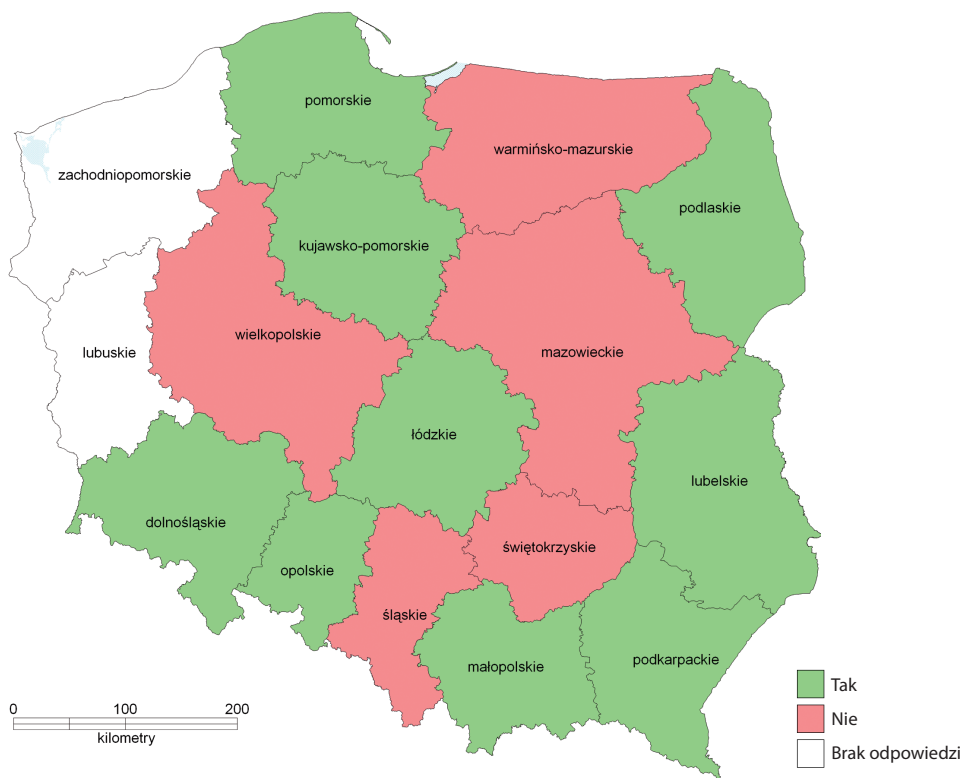 pomorskie
warmińsko-mazurskie
zachodniopomorskie
podlaskie
kujawsko-pomorskie
wielkopolskie
lubuskie
mazowieckie
łódzkie
lubelskie
dolnośląskie
świętokrzyskie
opolskie
śląskie
małopolskie
podkarpackie
0 100 200
kilometry
Tak
Nie
Brak odpowiedzi